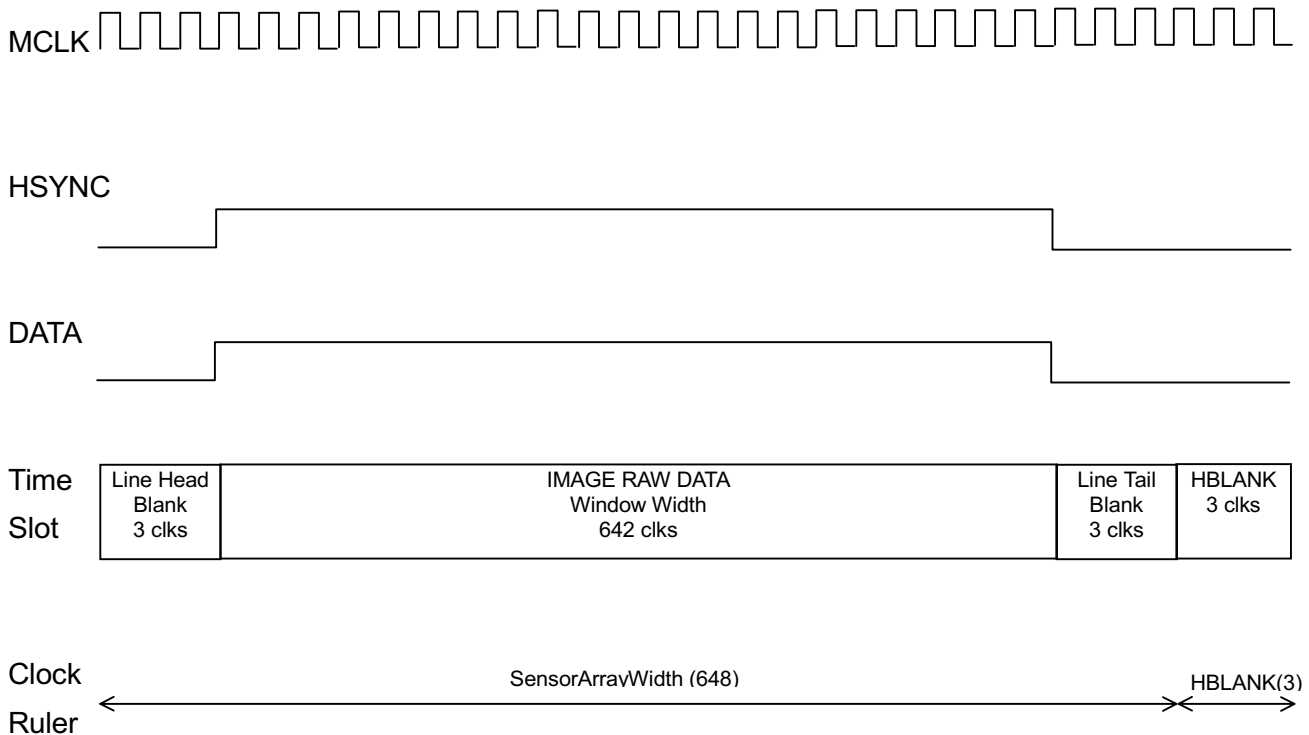 MCLK
HSYNC
DATA
Time
Slot
Line Head
Blank
3 clks
IMAGE RAW DATA
Window Width
642 clks
Line Tail
Blank
3 clks
HBLANK
3 clks
Clock
Ruler
SensorArrayWidth (648)
HBLANK(3)